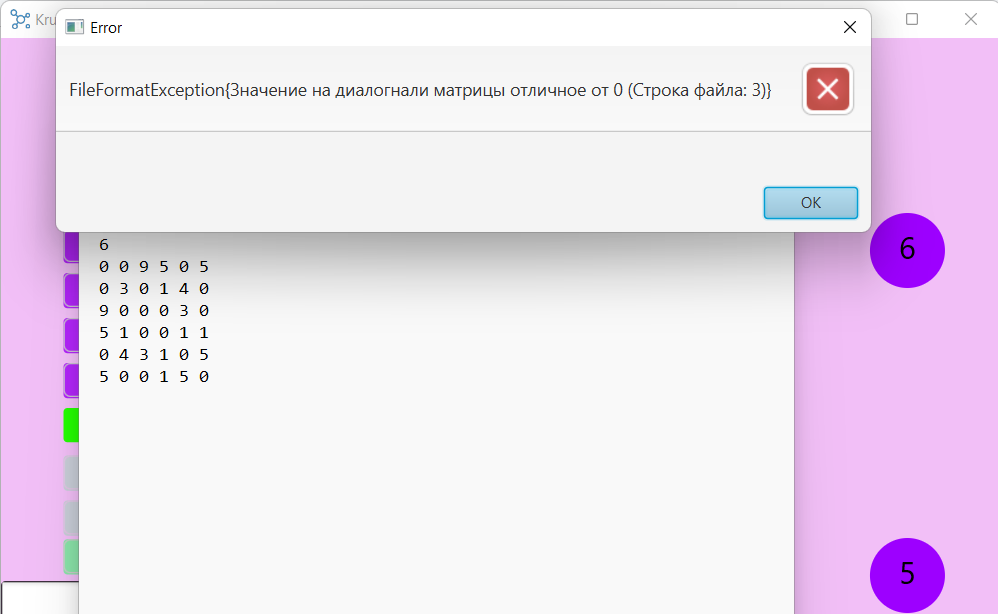 Kru
Error
FileFormatException{Значение на диалогнали матрицы отличное от 0 (Строка файла: 3)}
OK
6
0 0 9 5 0 5
0 3 0 1 4 0
9 0 0 0 3 0
5 1 0 0 1 1
0 4 3 1 0 5
5 0 0 1 5 0
6
5